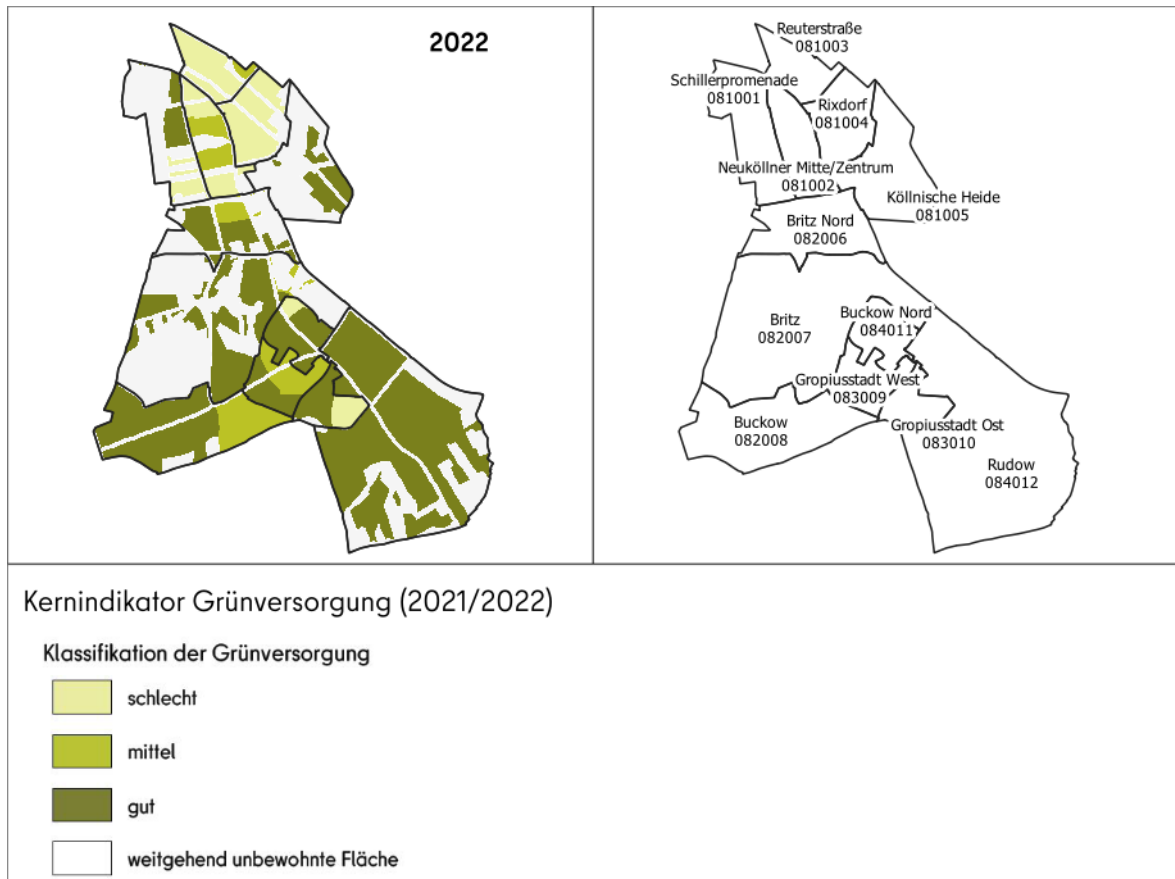 2022
Reuterstraße
081003
Schillerpromenade
081001
Rixdorf
081004
Neuköllner Mitte/Zentrum
081002
Köllnische Heide
081005
Britz Nord
082006
Britz
082007
Buckow Nord
084011
Gropiusstadt West
083009
Buckow
082008
Gropiusstadt Ost
083010
Rudow
084012
Kernindikator Grünversorgung (2021/2022)
Klassifikation der Grünversorgung
schlecht
mittel
gut
weitgehend unbewohnte Fläche